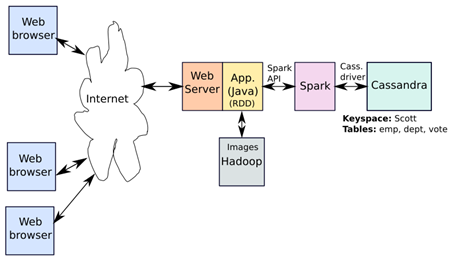 Web
browser
Internet
Web
Server
App.
(Java)
(RDD)
Spark
API
Spark
Cass.
driver
Cassandra
Keyspace: Scott
Tables: emp, dept, vote
Images
Hadoop
Web
browser
Web
browser